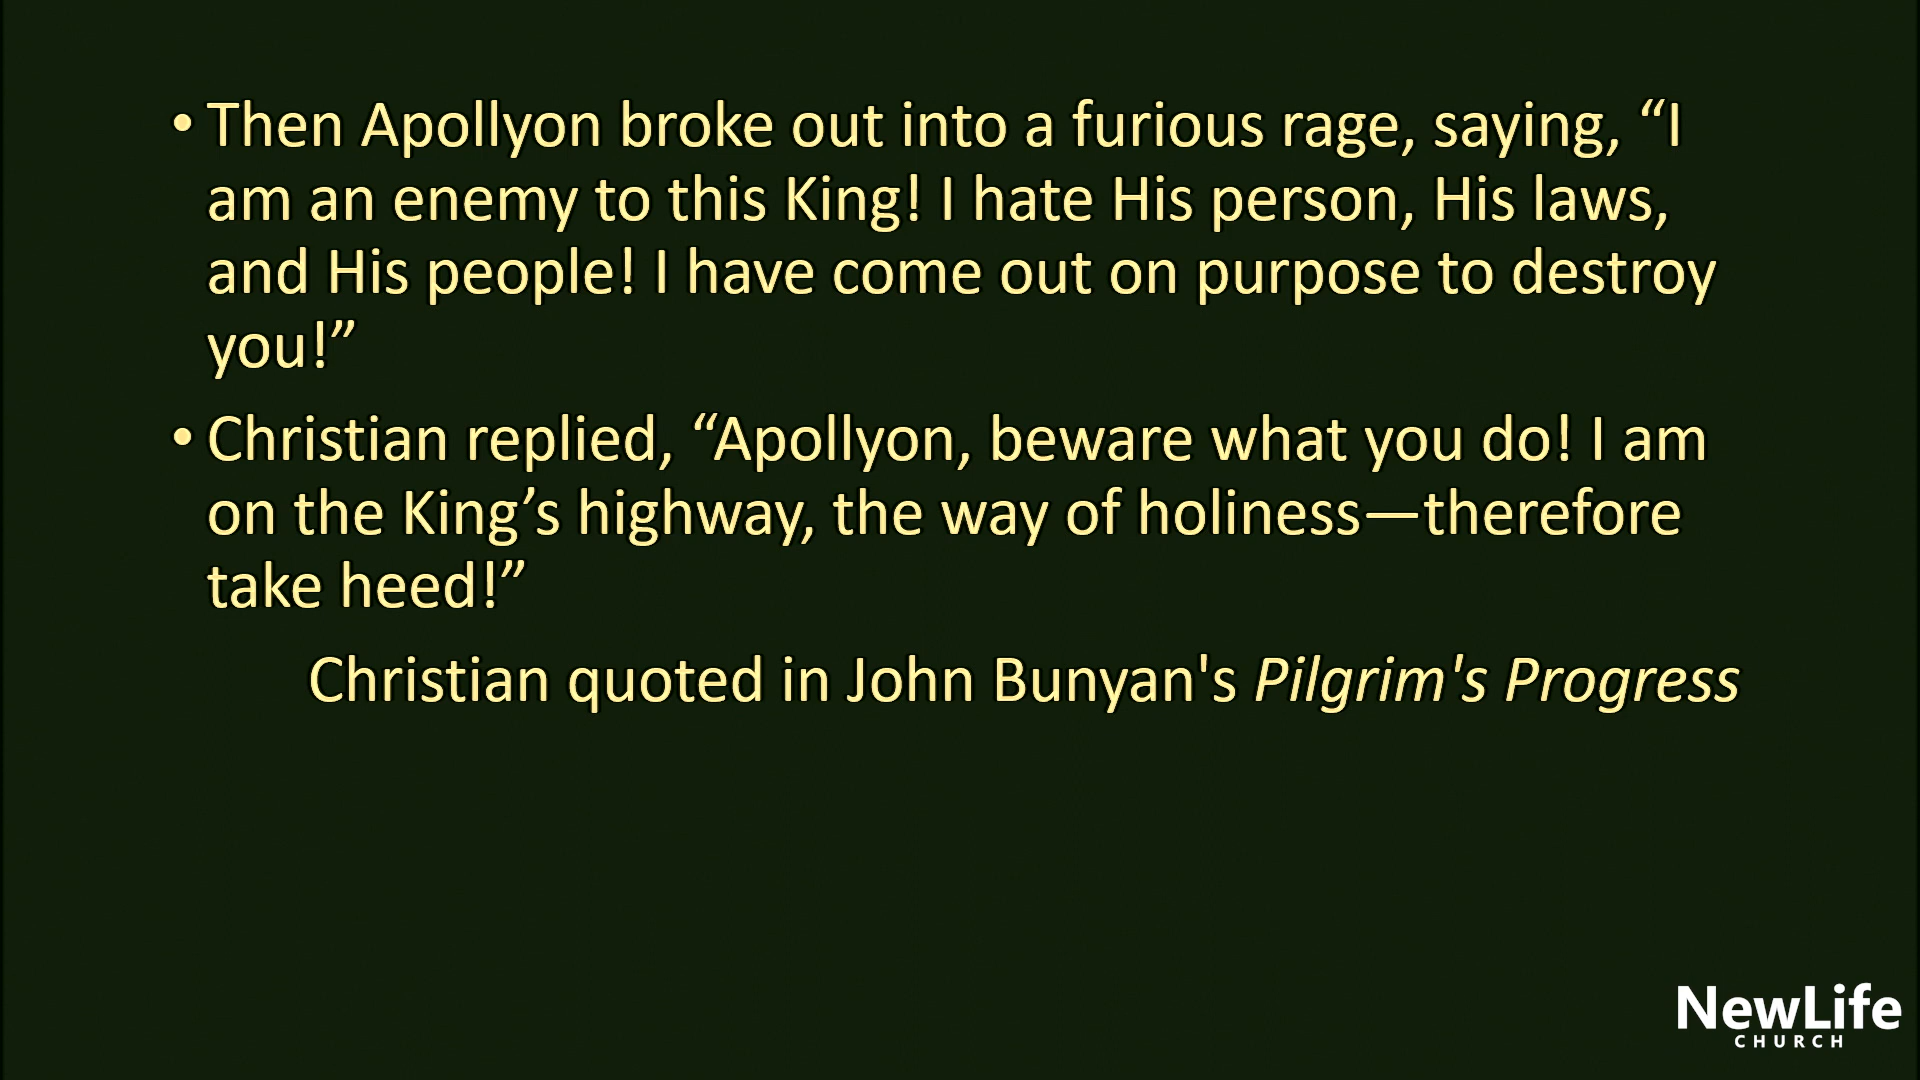 • Then Apollyon broke out into a furious rage, saying, “I
am an enemy to this King! I hate His person, His laws,
and His people! I have come out on purpose to destroy
you!”
• Christian replied, “Apollyon, beware what you do! I am
on the King’s highway, the way of holiness—therefore
take heed!”
Christian quoted in John Bunyan's Pilgrim's Progress
NewLife
CHURCH